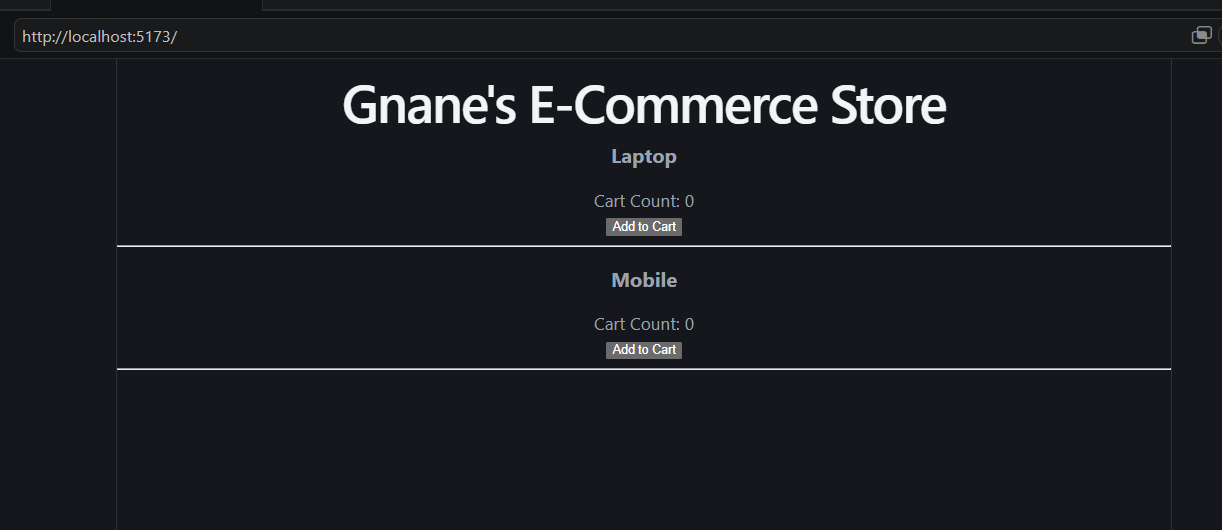 http://localhost:5173/
Gnane's E-Commerce Store
Laptop
Cart Count: 0
Add to Cart
Mobile
Cart Count: 0
Add to Cart